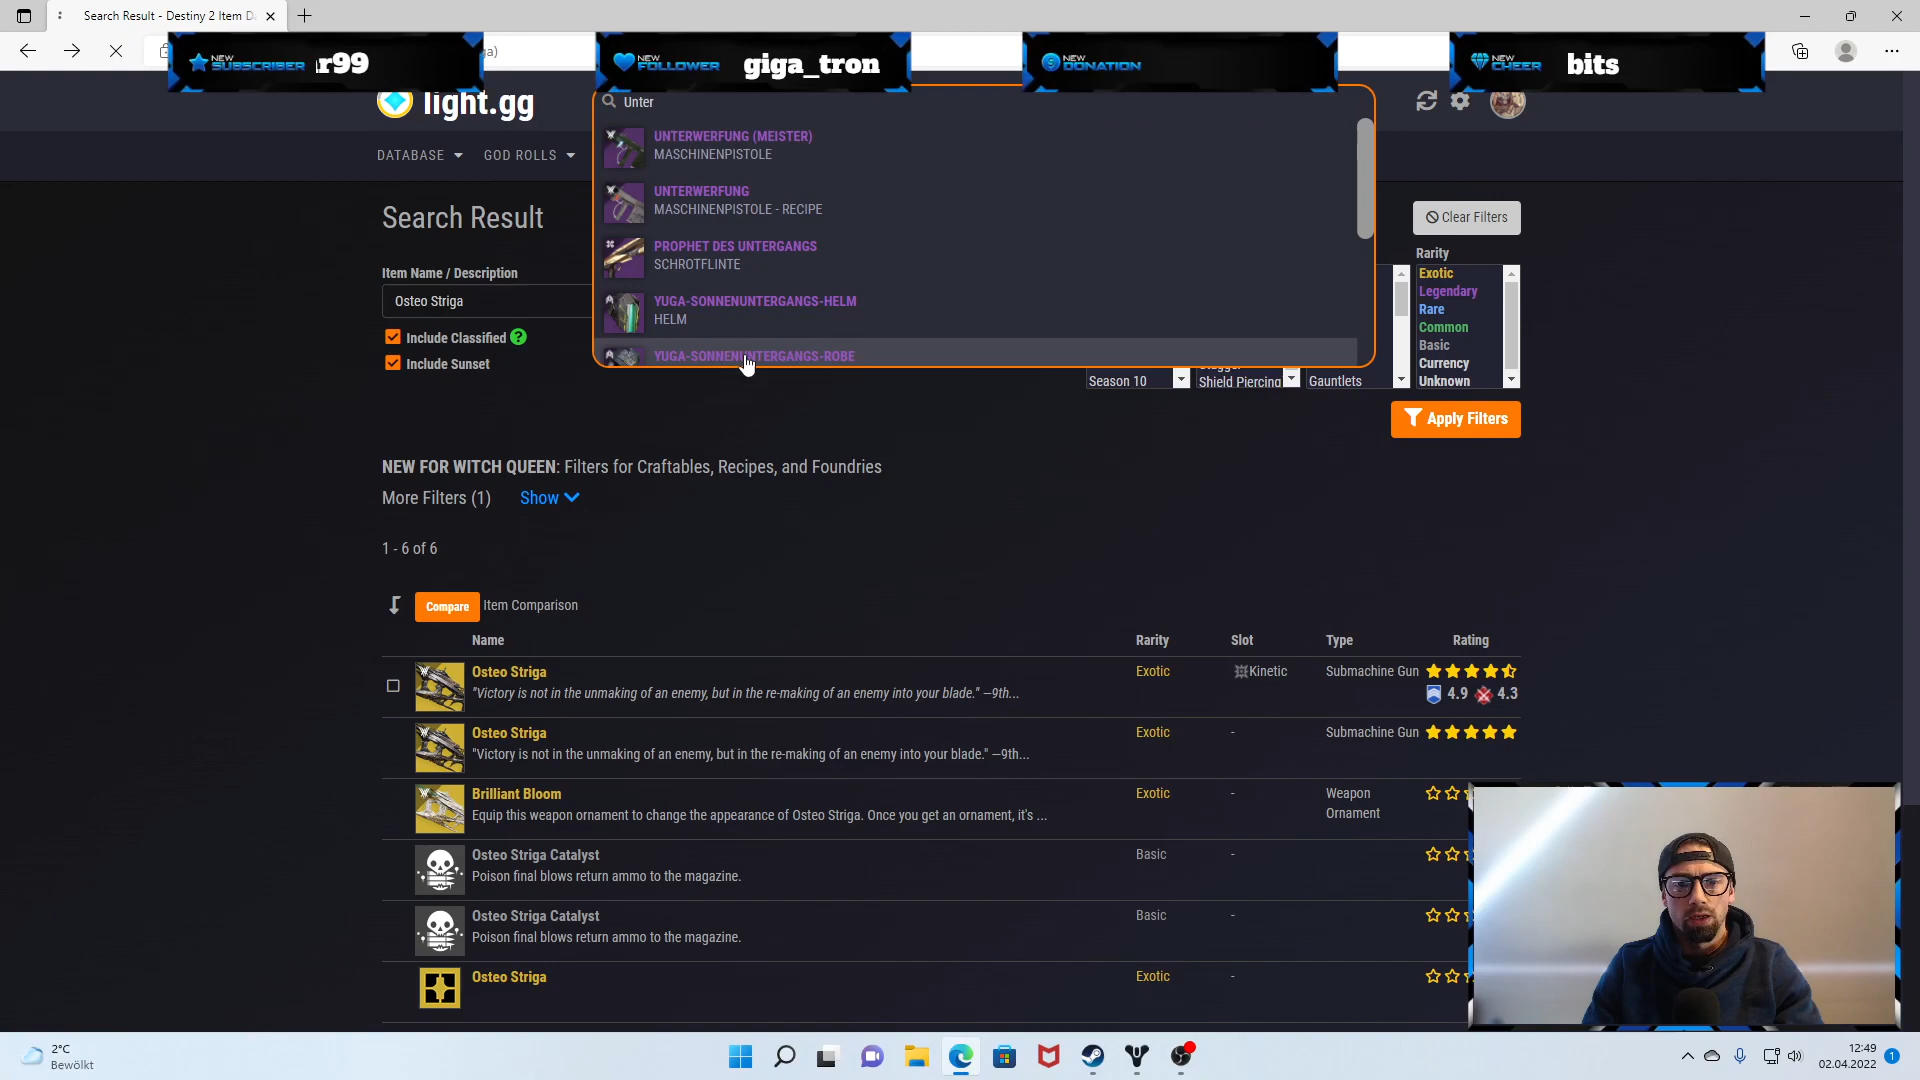 Search Result - Destiny 2 Item D
NEW SUBSCRIBER r99
NEW FOLLOWER giga_tron
NEW DONATION
NEW CHEER bits
light.gg
Unter
DATABASE GOD ROLLS
UNTERWERFUNG (MEISTER)
MASCHINENPISTOLE
UNTERWERFUNG
MASCHINENPISTOLE - RECIPE
PROPHET DES UNTERGANGS
SCHROTFLINTE
YUGA-SONNENUNTERGANGS-HELM
HELM
YUGA-SONNENUNTERGANGS-ROBE
Search Result
Clear Filters
Item Name / Description
Osteo Striga
Include Classified ?
Include Sunset
Rarity
Exotic
Legendary
Rare
Common
Basic
Currency
Unknown
Season 10
Shield Piercing
Gauntlets
Apply Filters
NEW FOR WITCH QUEEN: Filters for Craftables, Recipes, and Foundries
More Filters (1) Show
1 - 6 of 6
Compare Item Comparison
Name Rarity Slot Type Rating
Osteo Striga Exotic Kinetic Submachine Gun
"Victory is not in the unmaking of an enemy, but in the re-making of an enemy into your blade." —9th... 4.9 4.3
Osteo Striga Exotic - Submachine Gun
"Victory is not in the unmaking of an enemy, but in the re-making of an enemy into your blade." —9th...
Brilliant Bloom Exotic - Weapon Ornament
Equip this weapon ornament to change the appearance of Osteo Striga. Once you get an ornament, it's ...
Osteo Striga Catalyst Basic -
Poison final blows return ammo to the magazine.
Osteo Striga Catalyst Basic -
Poison final blows return ammo to the magazine.
Osteo Striga Exotic -
2°C
Bewölkt
12:49
02.04.2022
1